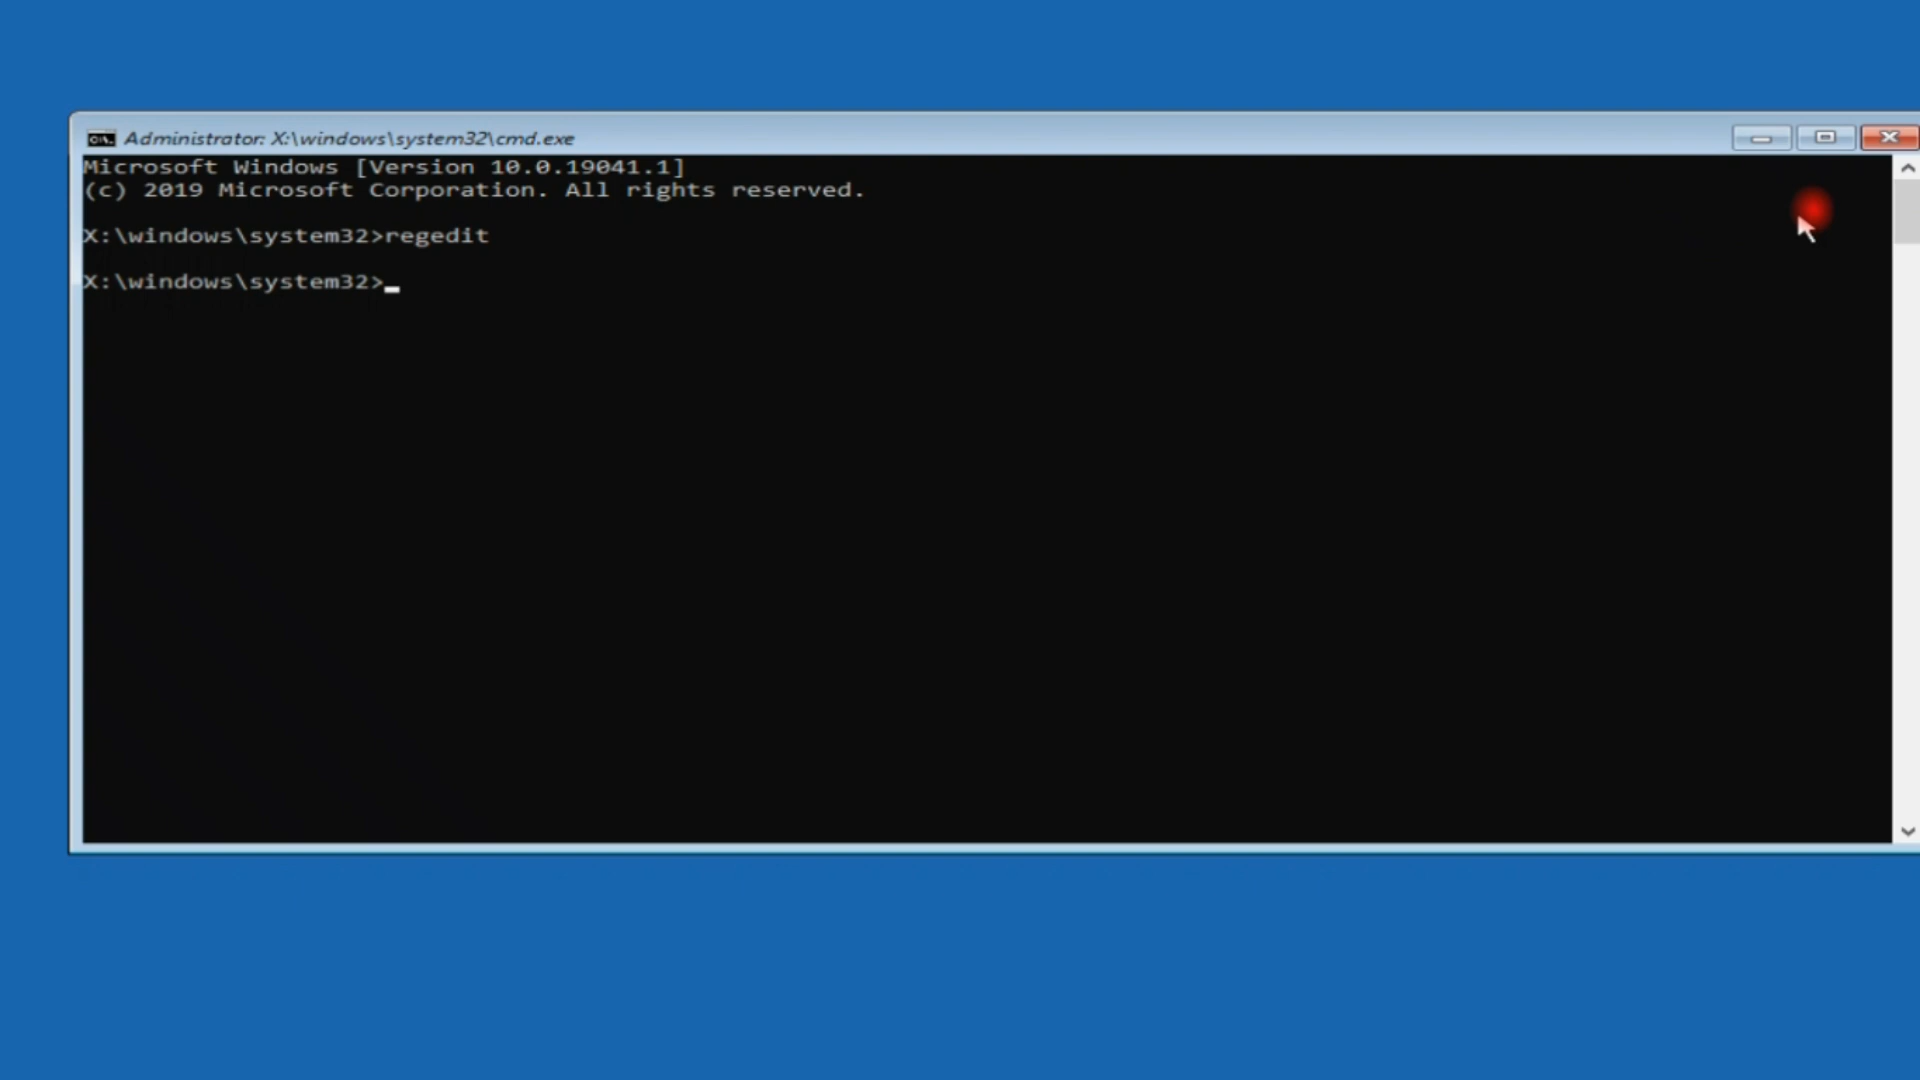 Administrator: X:\windows\system32\cmd.exe
Microsoft Windows [Version 10.0.19041.1]
(c) 2019 Microsoft Corporation. All rights reserved.
X:\windows\system32>regedit
X:\windows\system32>